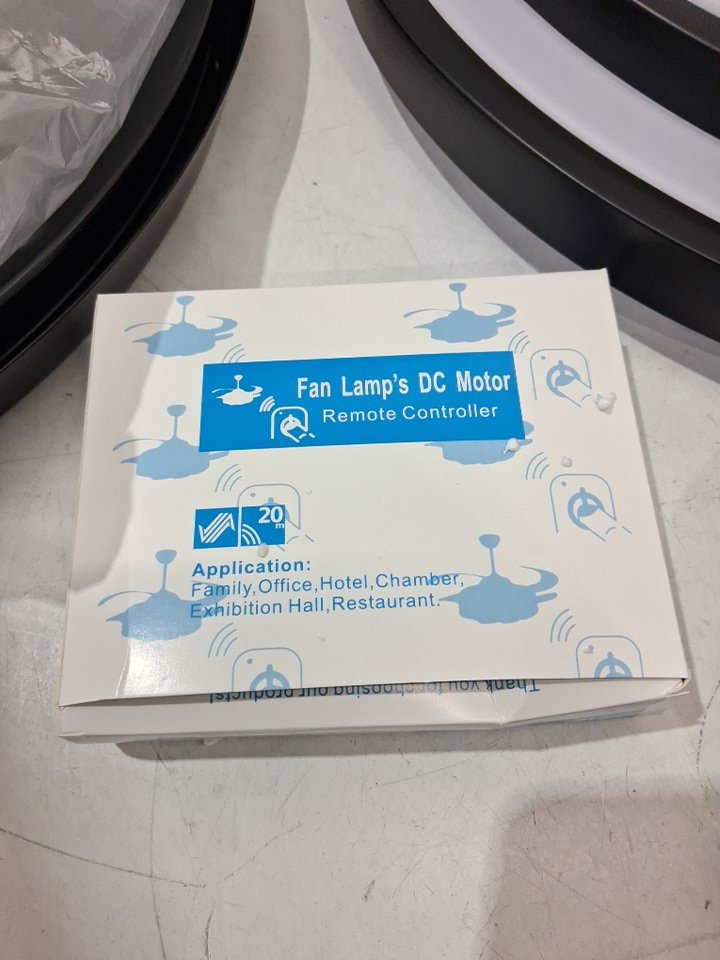 Fan Lamp's DC Motor
Remote Controller
20m
Application:
Family,Office,Hotel,Chamber,
Exhibition Hall,Restaurant.
Thank you for choosing our products!